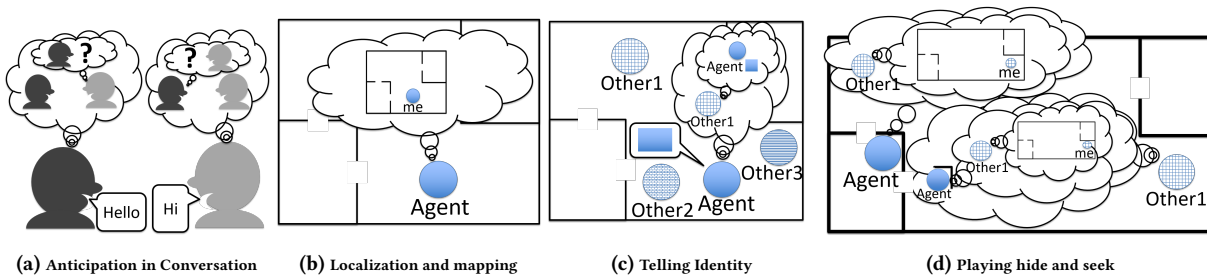 ?
?
Hello
Hi
(a) Anticipation in Conversation
me
Agent
(b) Localization and mapping
Other1
Agent
Other1
Other2
Agent
Other3
(c) Telling Identity
Other1
me
Agent
Agent
Other1
me
Other1
(d) Playing hide and seek